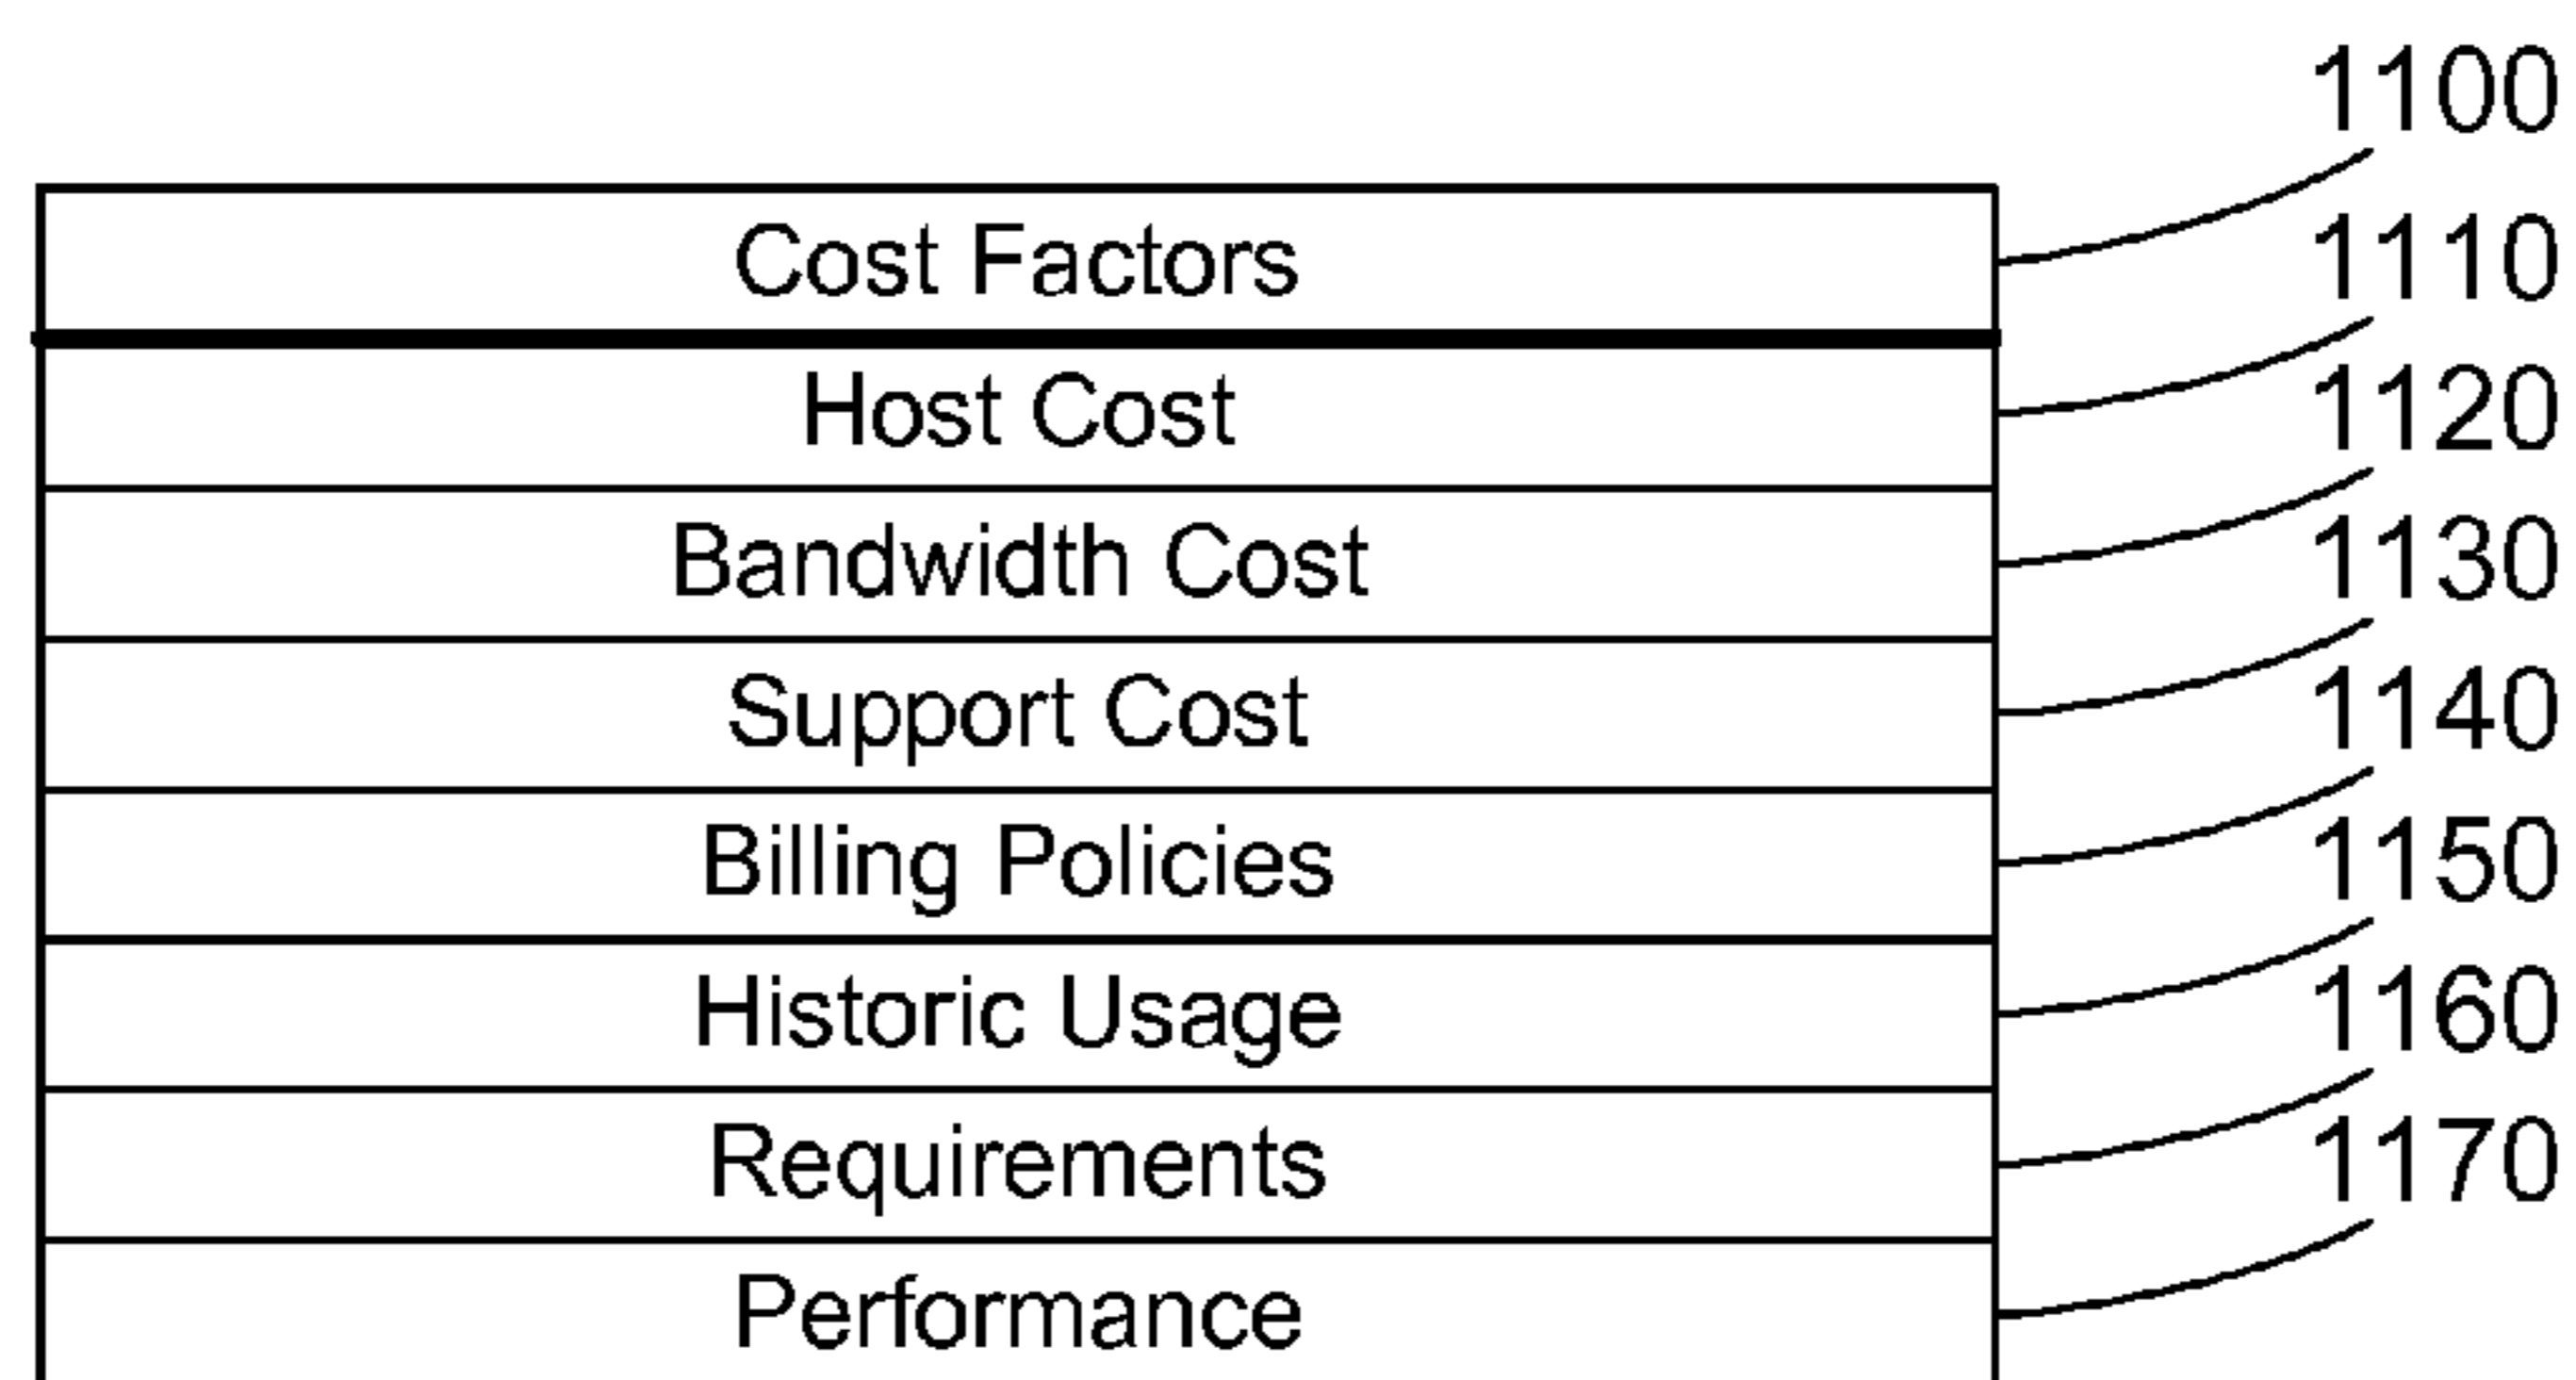 1100
Cost Factors
1110
Host Cost
1120
Bandwidth Cost
1130
Support Cost
1140
Billing Policies
1150
Historic Usage
1160
Requirements
1170
Performance